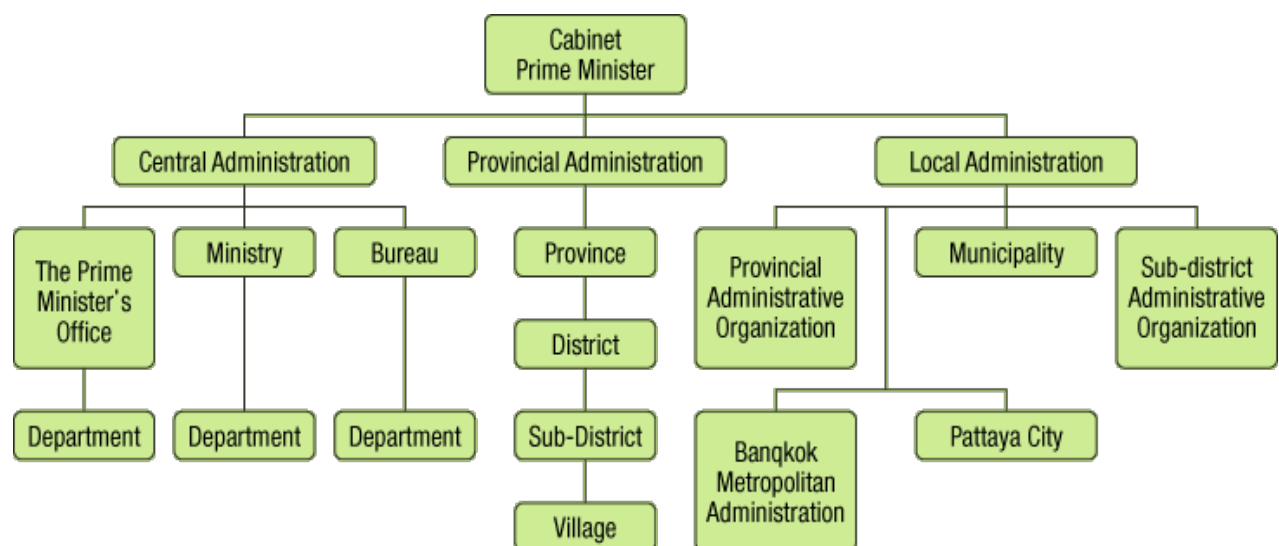 Cabinet
Prime Minister
Central Administration
Provincial Administration
Local Administration
The Prime
Minister's
Office
Ministry
Bureau
Province
Provincial
Administrative
Organization
Municipality
Sub-district
Administrative
Organization
District
Department
Department
Department
Sub-District
Banqkok
Metropolitan
Administration
Pattaya City
Village